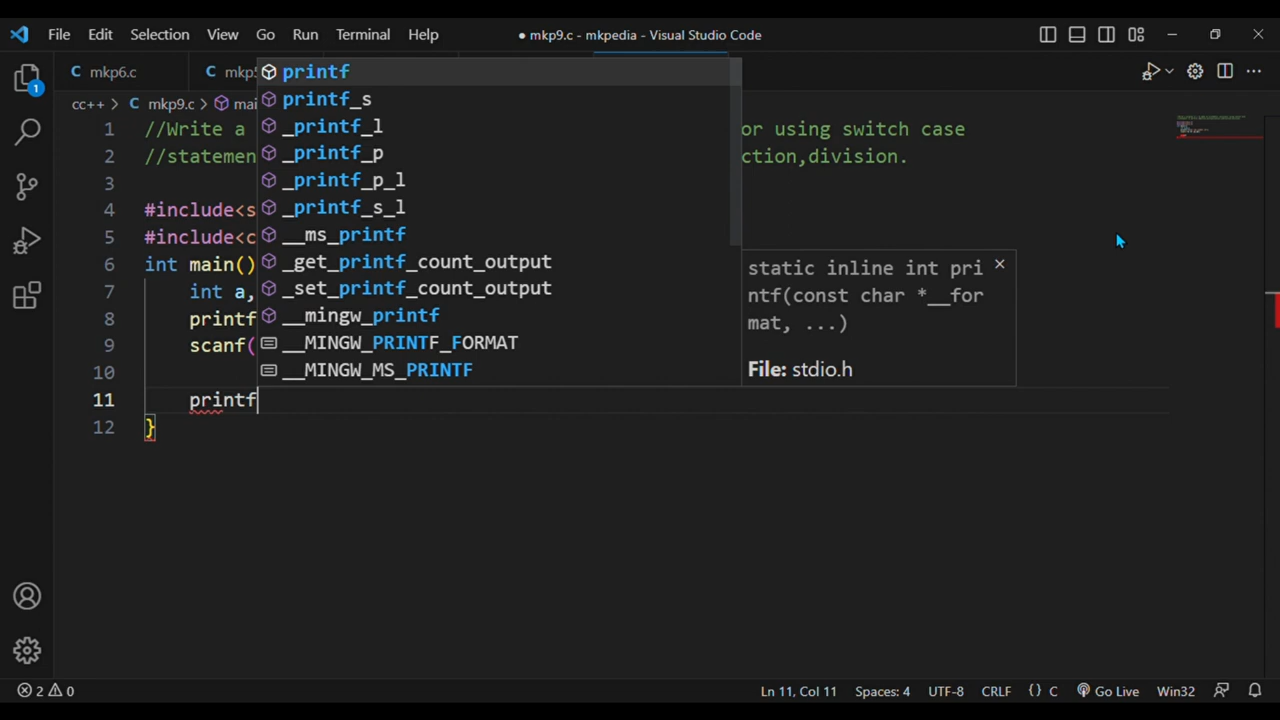 File Edit Selection View Go Run Terminal Help ● mkp9.c - mkpedia - Visual Studio Code
C mkp6.c C mkp
cc++ > C mkp9.c > mai
1 //Write a or using switch case
2 //statemen ction,division.
3
4 #include<s
5 #include<c
6 int main()
7 int a,
8 printf
9 scanf(
10
11 printf
12 }
printf
printf_s
_printf_l
_printf_p
_printf_p_l
_printf_s_l
__ms_printf
_get_printf_count_output
_set_printf_count_output
__mingw_printf
__MINGW_PRINTF_FORMAT
__MINGW_MS_PRINTF
static inline int pri
ntf(const char *__for
mat, ...)
File: stdio.h
1
2 0 Ln 11, Col 11 Spaces: 4 UTF-8 CRLF {} C Go Live Win32